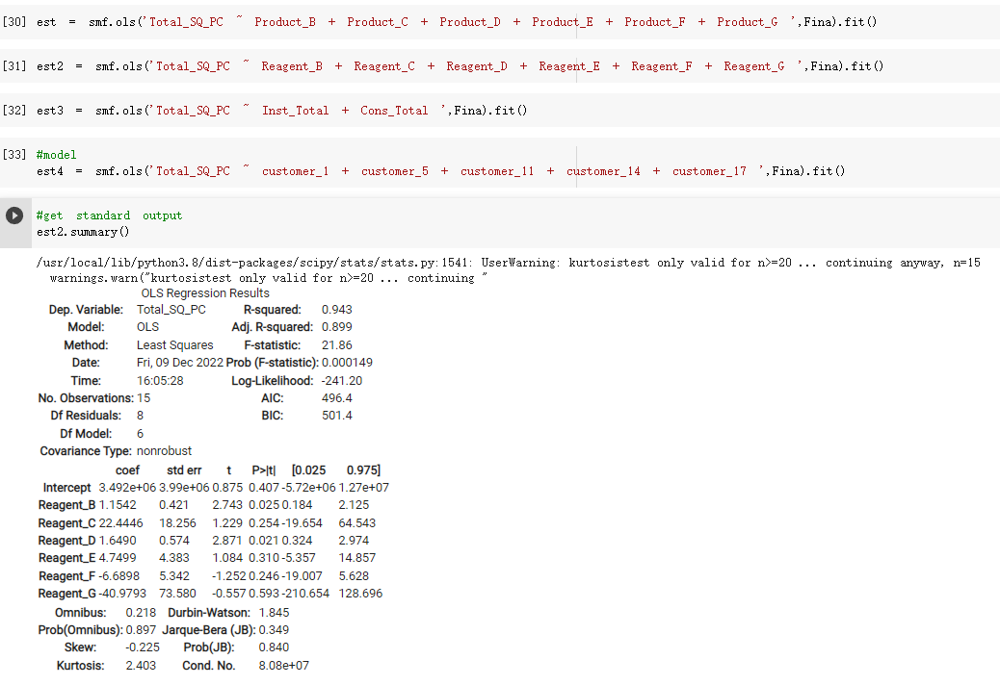 [30] est = smf.ols('Total_SQ_PC ~ Product_B + Product_C + Product_D + Product_E + Product_F + Product_G ',Fina).fit()
[31] est2 = smf.ols('Total_SQ_PC ~ Reagent_B + Reagent_C + Reagent_D + Reagent_E + Reagent_F + Reagent_G ',Fina).fit()
[32] est3 = smf.ols('Total_SQ_PC ~ Inst_Total + Cons_Total ',Fina).fit()
[33] #model
est4 = smf.ols('Total_SQ_PC ~ customer_1 + customer_5 + customer_11 + customer_14 + customer_17 ',Fina).fit()
#get standard output
est2.summary()
/usr/local/lib/python3.8/dist-packages/scipy/stats/stats.py:1541: UserWarning: kurtosistest only valid for n>=20 ... continuing anyway, n=15
warnings.warn("kurtosistest only valid for n>=20 ... continuing "
OLS Regression Results
Dep. Variable: Total_SQ_PC R-squared: 0.943
Model: OLS Adj. R-squared: 0.899
Method: Least Squares F-statistic: 21.86
Date: Fri, 09 Dec 2022 Prob (F-statistic): 0.000149
Time: 16:05:28 Log-Likelihood: -241.20
No. Observations: 15 AIC: 496.4
Df Residuals: 8 BIC: 501.4
Df Model: 6
Covariance Type: nonrobust
coef std err t P>|t| [0.025 0.975]
Intercept 3.492e+06 3.99e+06 0.875 0.407 -5.72e+06 1.27e+07
Reagent_B 1.1542 0.421 2.743 0.025 0.184 2.125
Reagent_C 22.4446 18.256 1.229 0.254 -19.654 64.543
Reagent_D 1.6490 0.574 2.871 0.021 0.324 2.974
Reagent_E 4.7499 4.383 1.084 0.310 -5.357 14.857
Reagent_F -6.6898 5.342 -1.252 0.246 -19.007 5.628
Reagent_G -40.9793 73.580 -0.557 0.593 -210.654 128.696
Omnibus: 0.218 Durbin-Watson: 1.845
Prob(Omnibus): 0.897 Jarque-Bera (JB): 0.349
Skew: -0.225 Prob(JB): 0.840
Kurtosis: 2.403 Cond. No. 8.08e+07